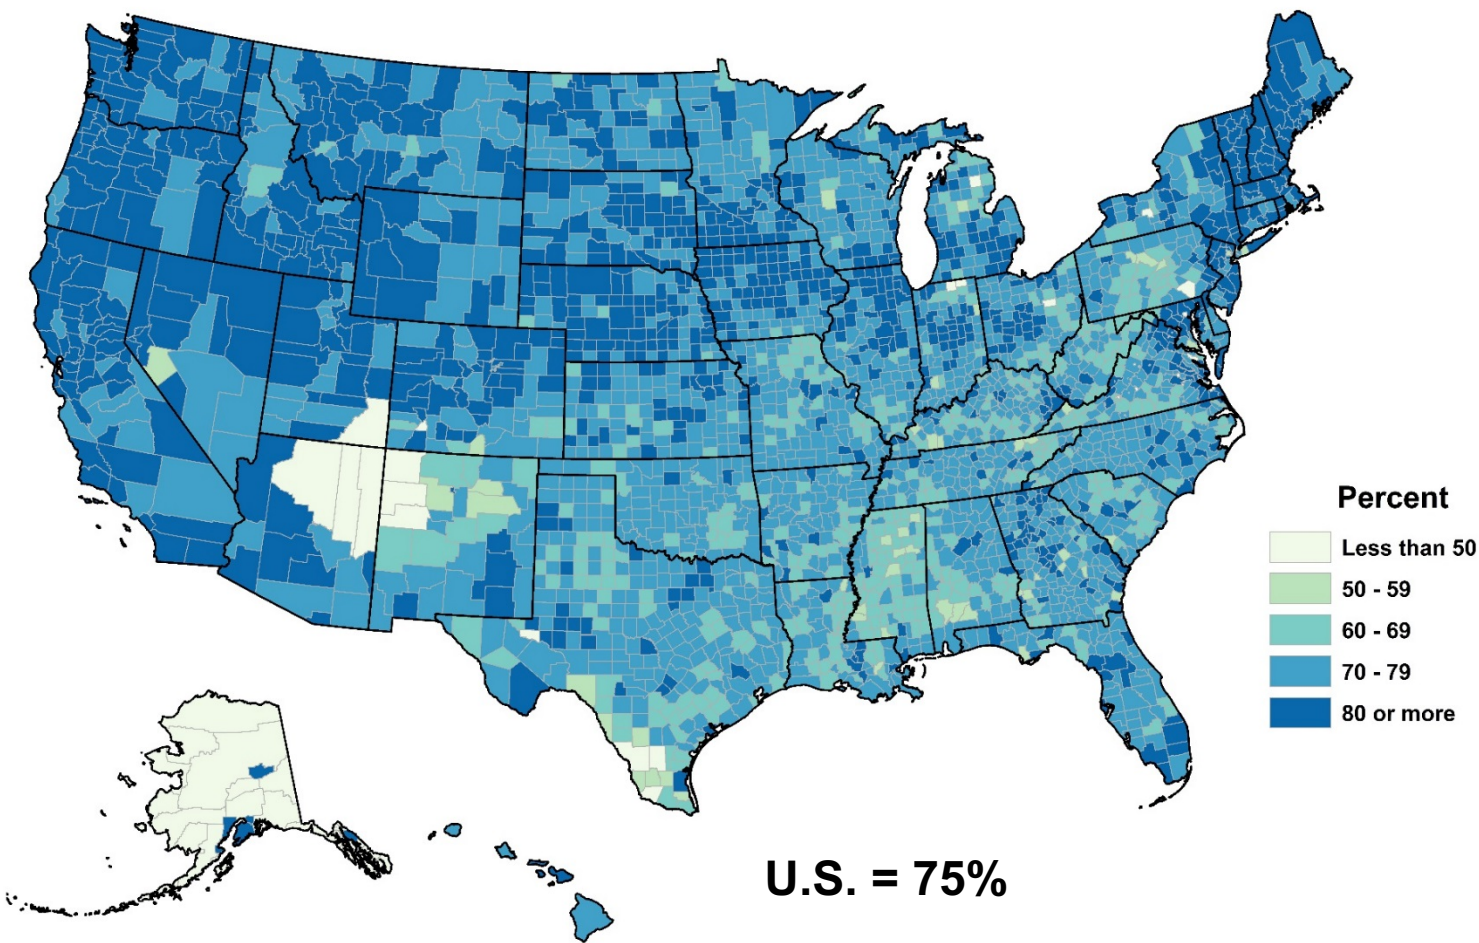 Percent
Less than 50
50 - 59
60 - 69
70 - 79
80 or more
U.S. = 75%